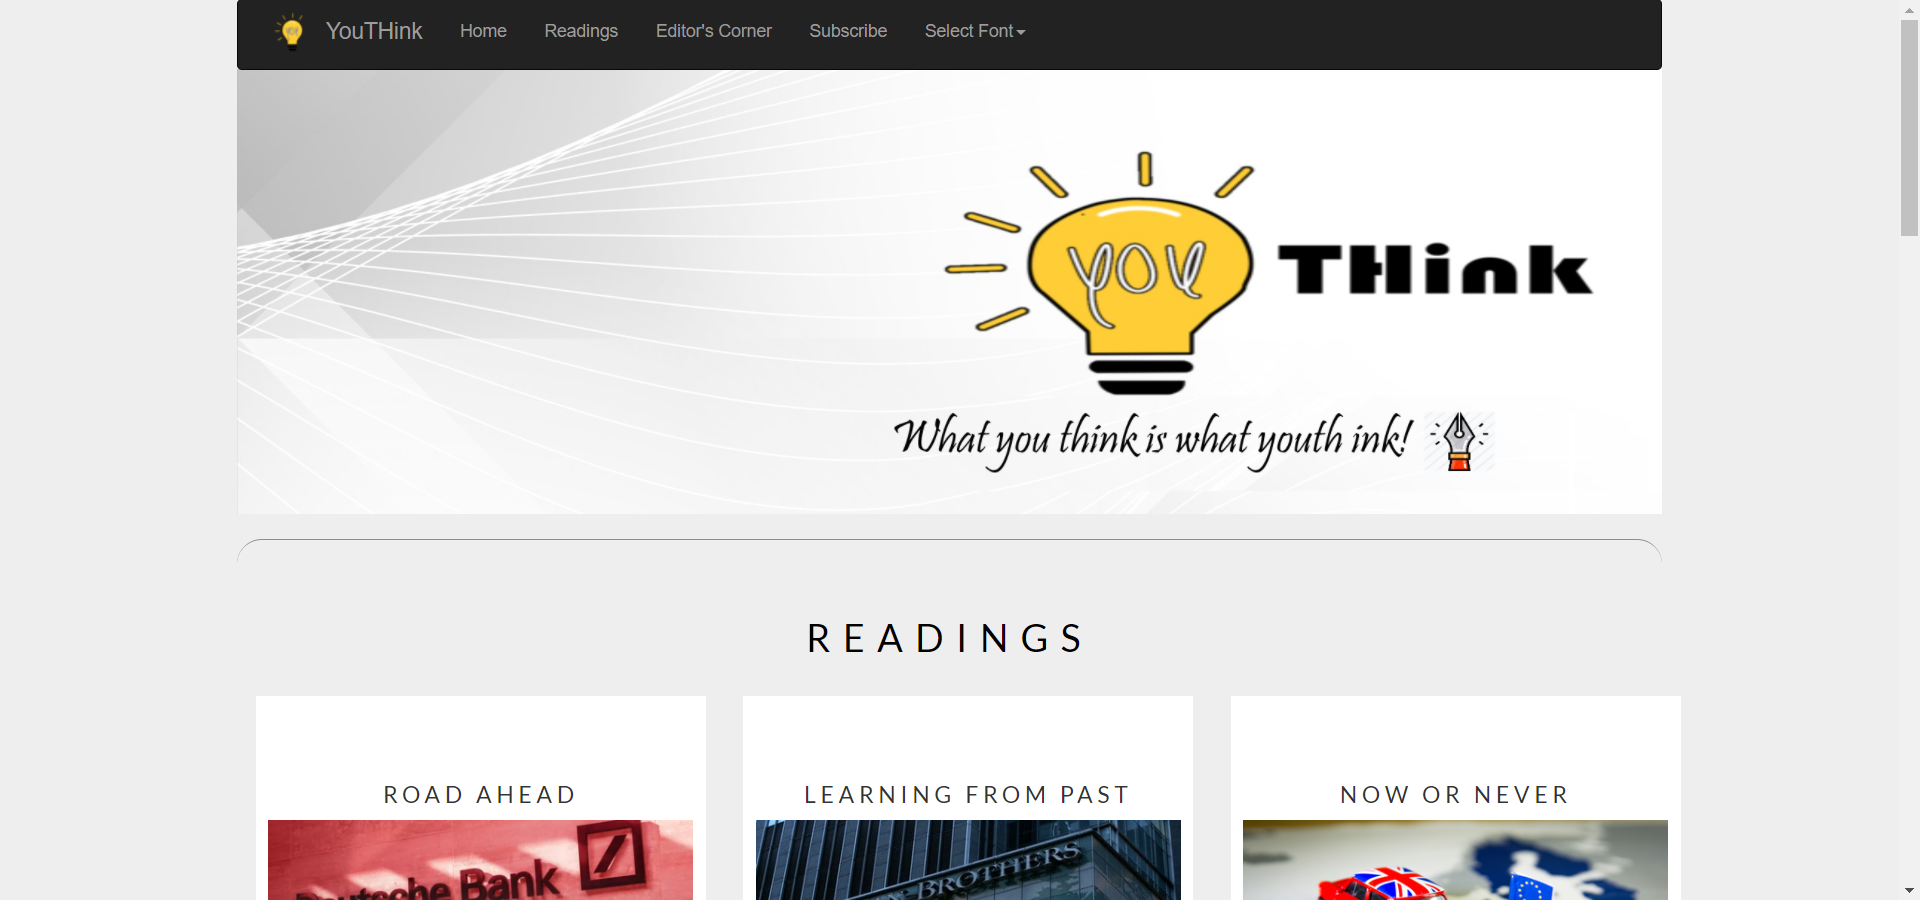 YouTHink Home Readings Editor's Corner Subscribe Select Font
you THink
What you think is what youth ink!
READINGS
ROAD AHEAD
LEARNING FROM PAST
NOW OR NEVER
Deutsche Bank
BROTHERS